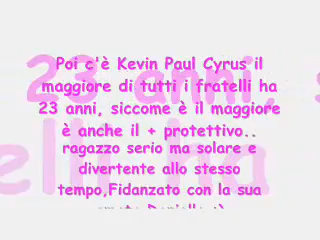 Poi c'è Kevin Paul Cyrus il
maggiore di tutti i fratelli ha
23 anni, siccome è il maggiore
è anche il + protettivo..
ragazzo serio ma solare e
divertente allo stesso
tempo,Fidanzato con la sua